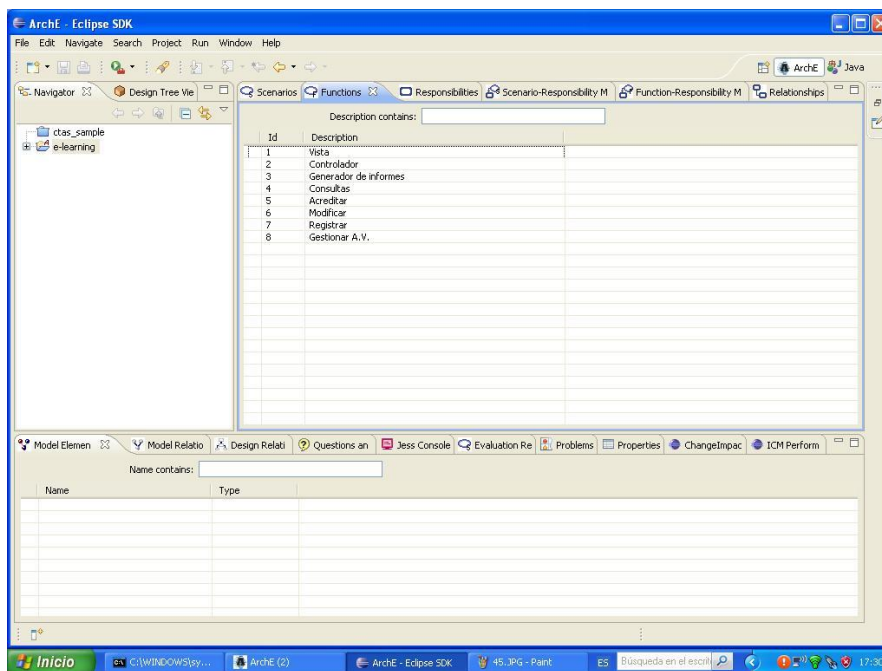 ArchE - Eclipse SDK
File Edit Navigate Search Project Run Window Help
ArchE Java
Navigator Design Tree Vie Scenarios Functions Responsibilities Scenario-Responsibility M Function-Responsibility M Relationships
Description contains:
ctas_sample
e-learning
Id Description
1 Vista
2 Controlador
3 Generador de informes
4 Consultas
5 Acreditar
6 Modificar
7 Registrar
8 Gestionar A.V.
Model Elemen Model Relatio Design Relati Questions an Jess Console Evaluation Re Problems Properties ChangeImpac ICM Perform
Name contains:
Name Type
Inicio C:\WINDOWS\sy... ArchE (2) ArchE - Eclipse SDK 45.JPG - Paint ES Búsqueda en el escrit 17:30